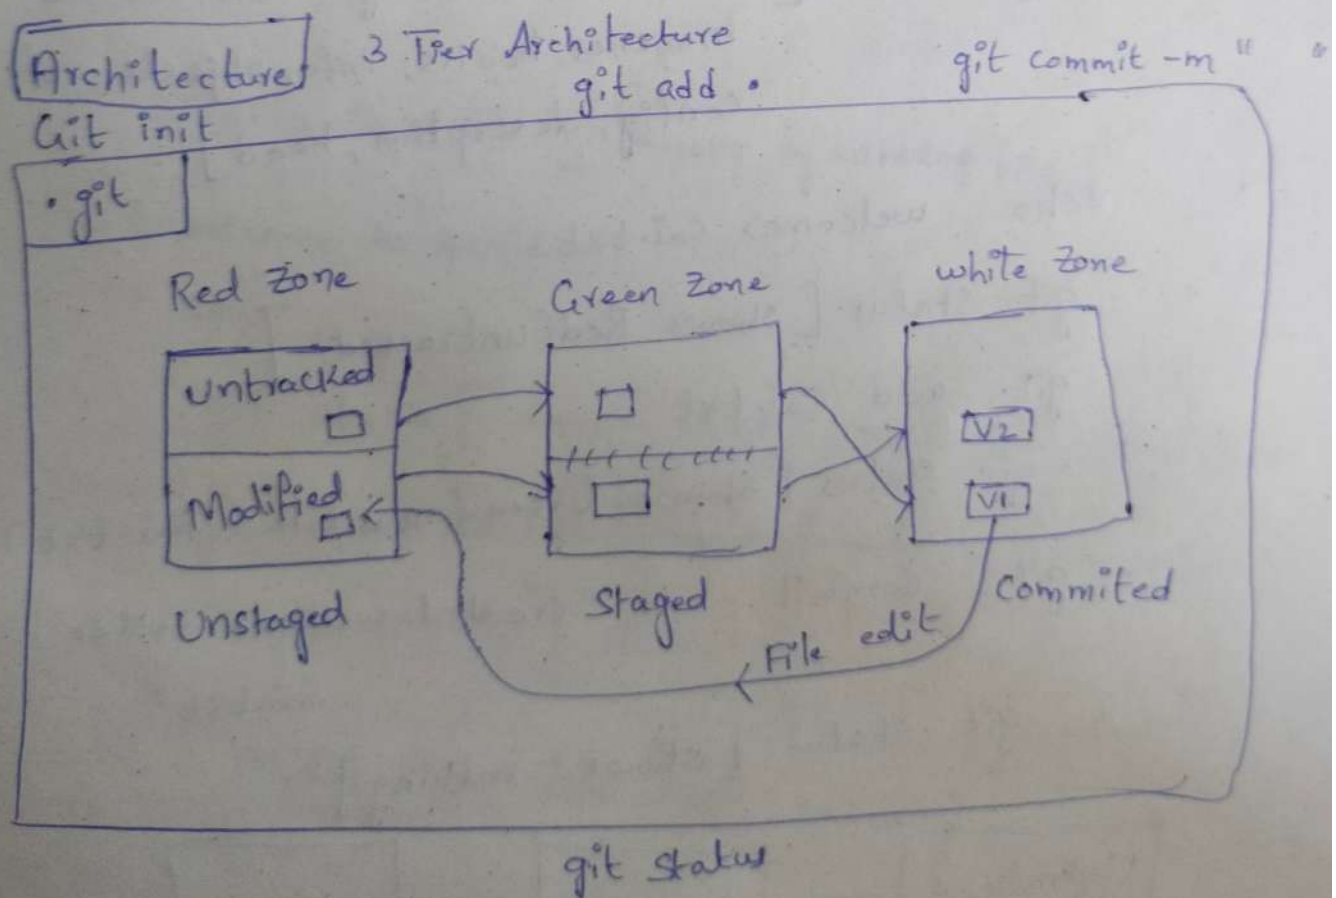 Architecture
3 Tier Architecture
git add .
git commit -m " "
Git init
.git
Red Zone
Green Zone
white Zone
Untracked
Modified
V2
V1
Unstaged
Staged
Commited
File edit
git status